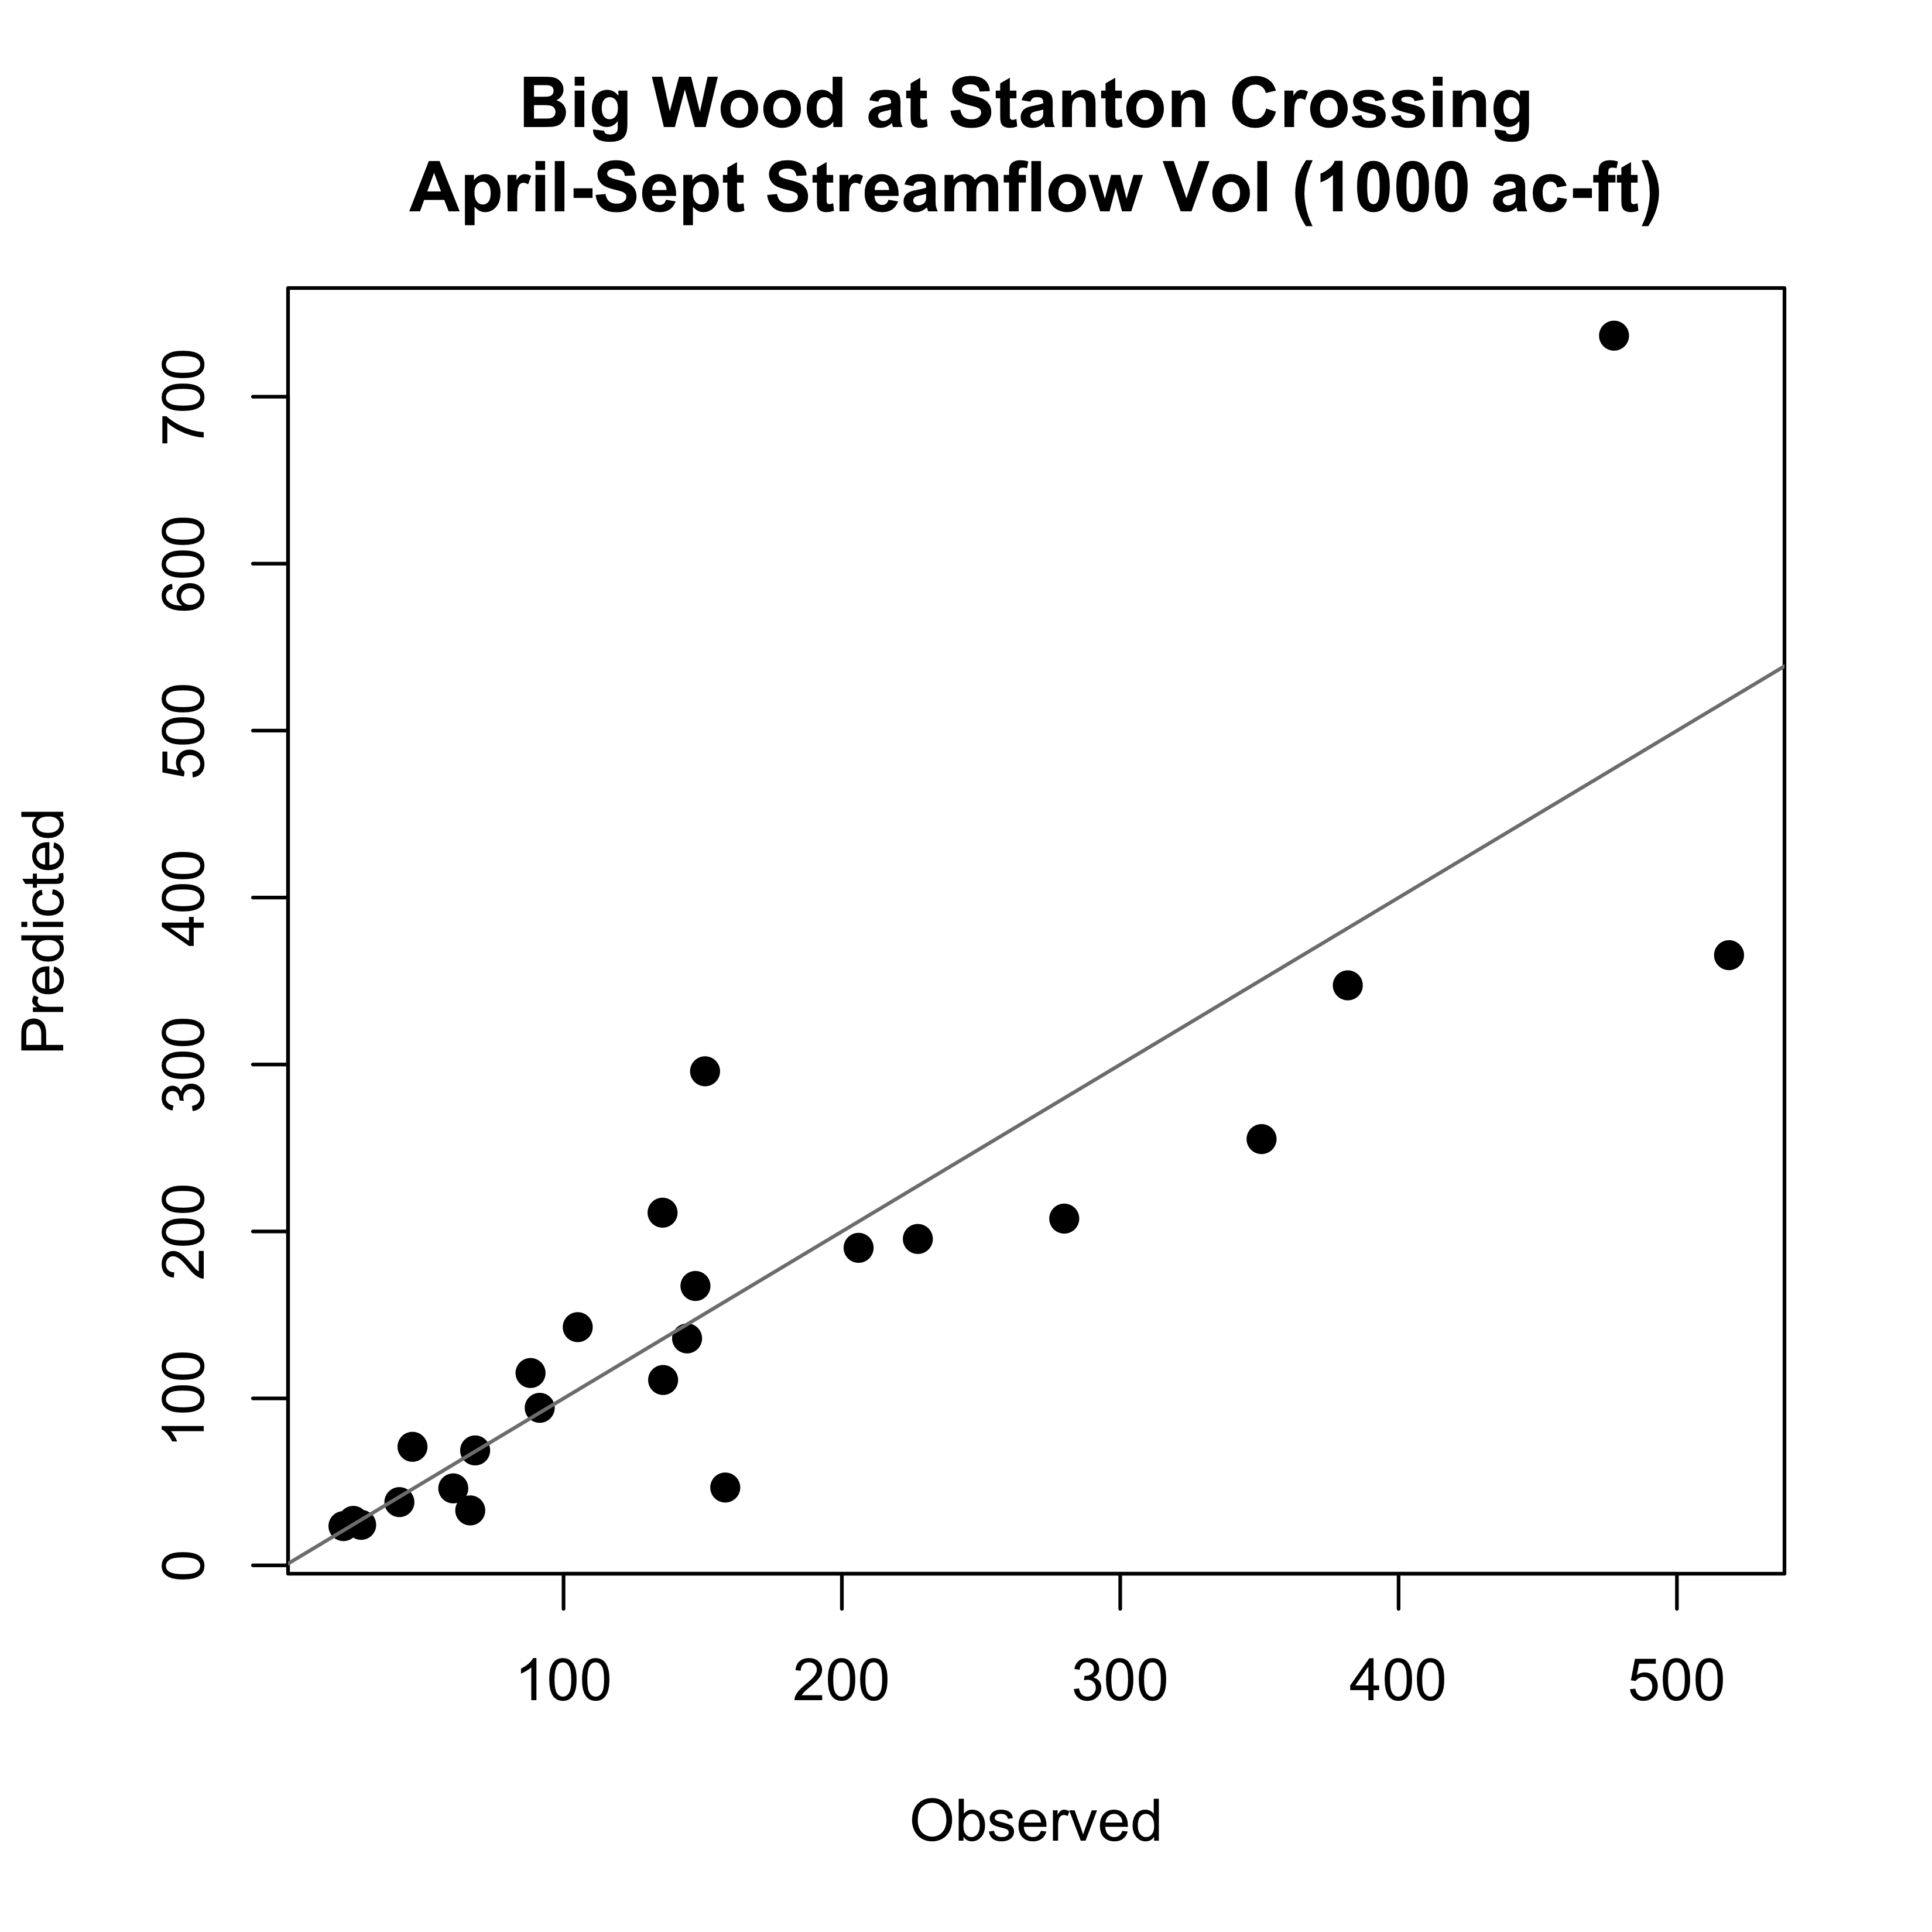 Big Wood at Stanton Crossing
April-Sept Streamflow Vol (1000 ac-ft)
700
600
500
400
300
200
100
0
Predicted
100 200 300 400 500
Observed